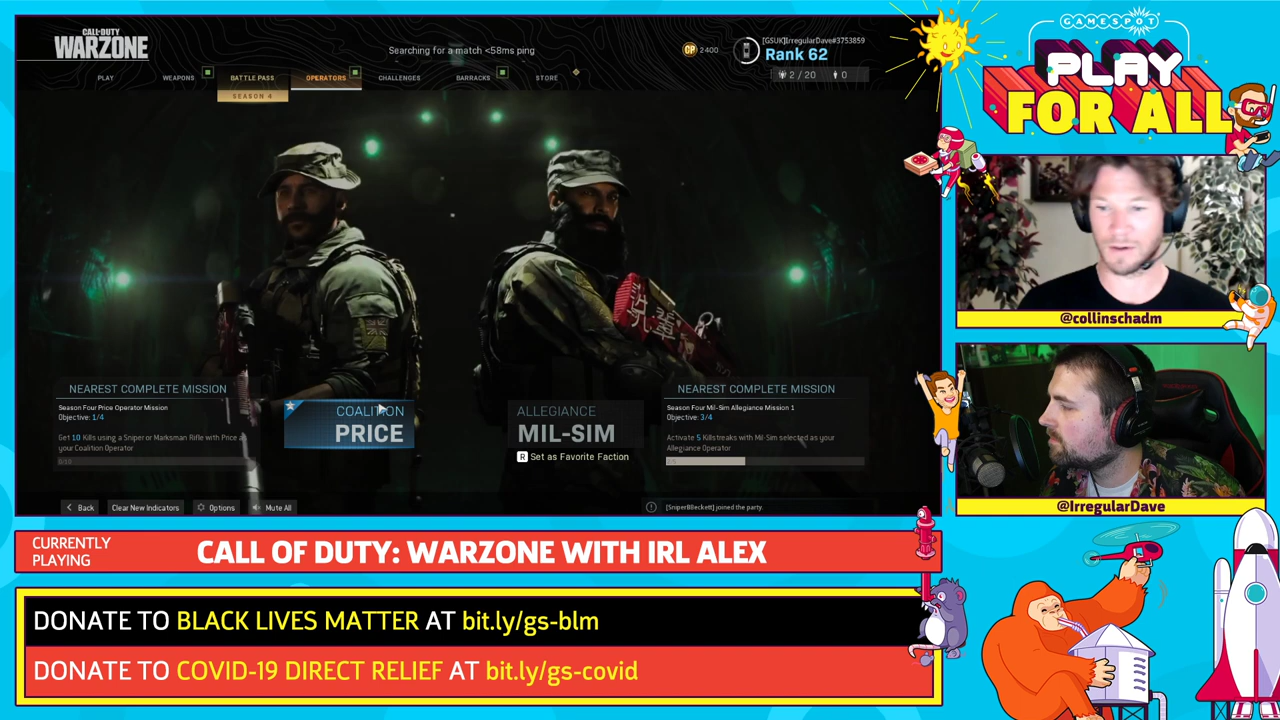 CALL OF DUTY
WARZONE
Searching for a match <58ms ping
CP 2400
[GSUK]IrregularDave#3753859
Rank 62
2 / 20 0
PLAY
WEAPONS
BATTLE PASS
OPERATORS
CHALLENGES
BARRACKS
STORE
SEASON 4
NEAREST COMPLETE MISSION
Season Four Price Operator Mission
Objective: 1/4
Get 10 Kills using a Sniper or Marksman Rifle with Price as
your Coalition Operator
0/10
COALITION
PRICE
ALLEGIANCE
MIL-SIM
R Set as Favorite Faction
NEAREST COMPLETE MISSION
Season Four Mil-Sim Allegiance Mission 1
Objective: 3/4
Activate 5 Killstreaks with Mil-Sim selected as your
Allegiance Operator
Back
Clear New Indicators
Options
Mute All
[SniperBBeckett] joined the party.
GAMESPOT
PLAY
FOR ALL
@collinschadm
@IrregularDave
CURRENTLY
PLAYING
CALL OF DUTY: WARZONE WITH IRL ALEX
DONATE TO BLACK LIVES MATTER AT bit.ly/gs-blm
DONATE TO COVID-19 DIRECT RELIEF AT bit.ly/gs-covid